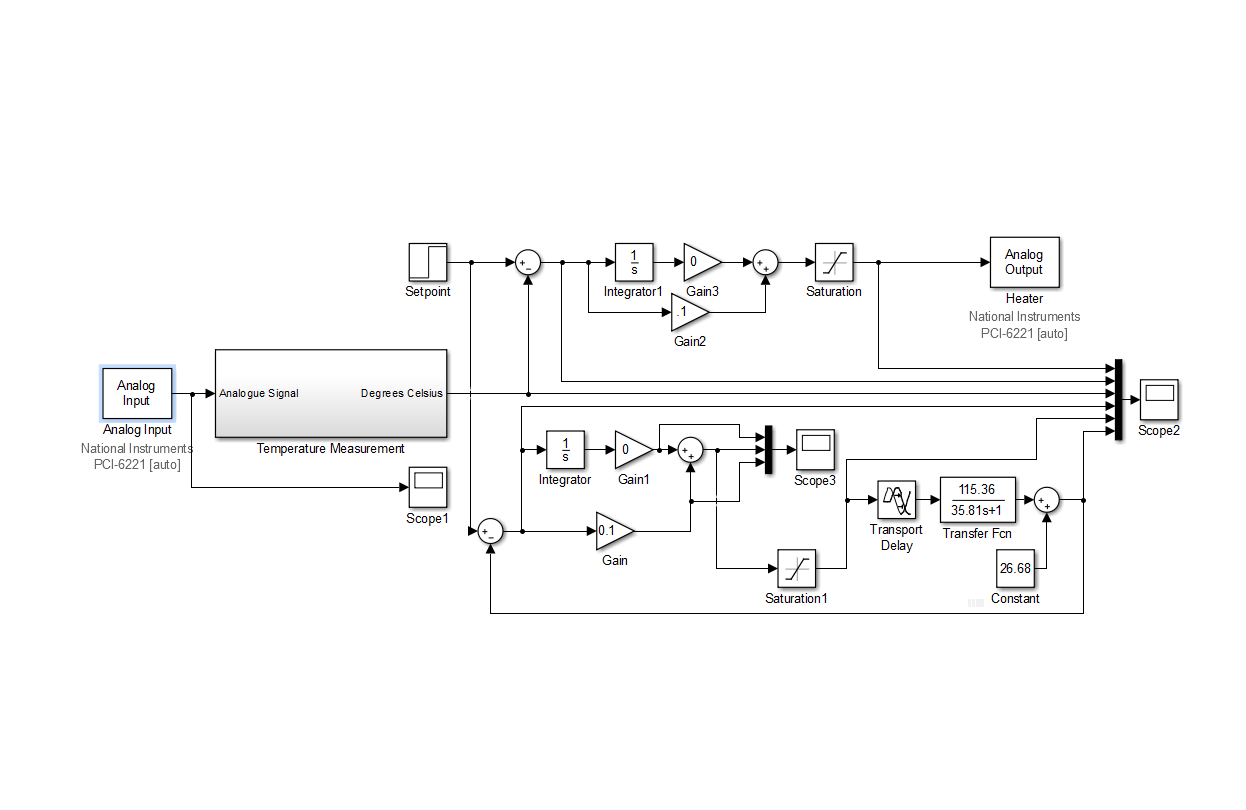 Setpoint
+
−
1
s
Integrator1
0
Gain3
.1
Gain2
+
+
Saturation
Analog
Output
Heater
National Instruments
PCI-6221 [auto]
Analog
Input
Analog Input
National Instruments
PCI-6221 [auto]
Analogue Signal
Degrees Celsius
Temperature Measurement
Scope1
Scope2
1
s
Integrator
0
Gain1
+
+
Scope3
+
−
0.1
Gain
Saturation1
Transport
Delay
115.36
35.81s+1
Transfer Fcn
+
+
26.68
Constant